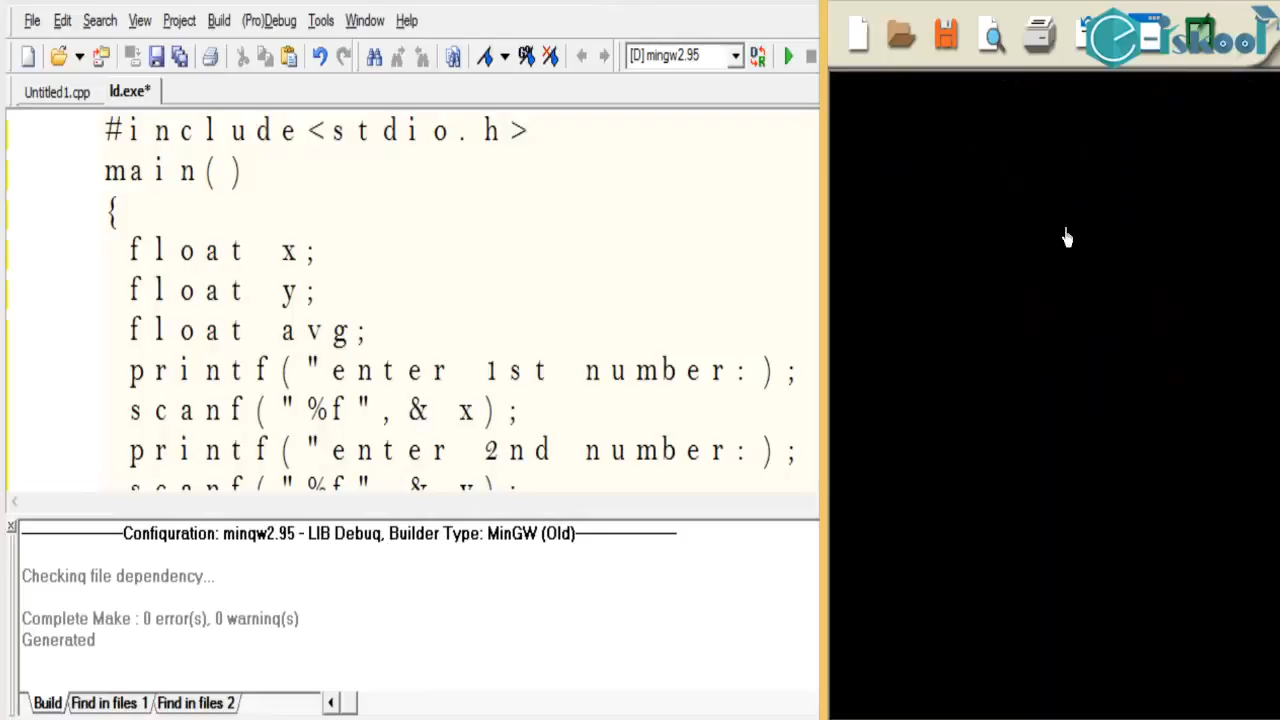 File Edit Search View Project Build (Pro)Debug Tools Window Help
e-iskool
[D] mingw2.95
Untitled1.cpp ld.exe*
#include<stdio.h>
main()
{
float x;
float y;
float avg;
printf("enter 1st number:);
scanf("%f",& x);
printf("enter 2nd number:);
scanf("%f" & y);
Configuration: mingw2.95 - LIB Debug, Builder Type: MinGW (Old)
Checking file dependency...
Complete Make : 0 error(s), 0 warning(s)
Generated
Build Find in files 1 Find in files 2